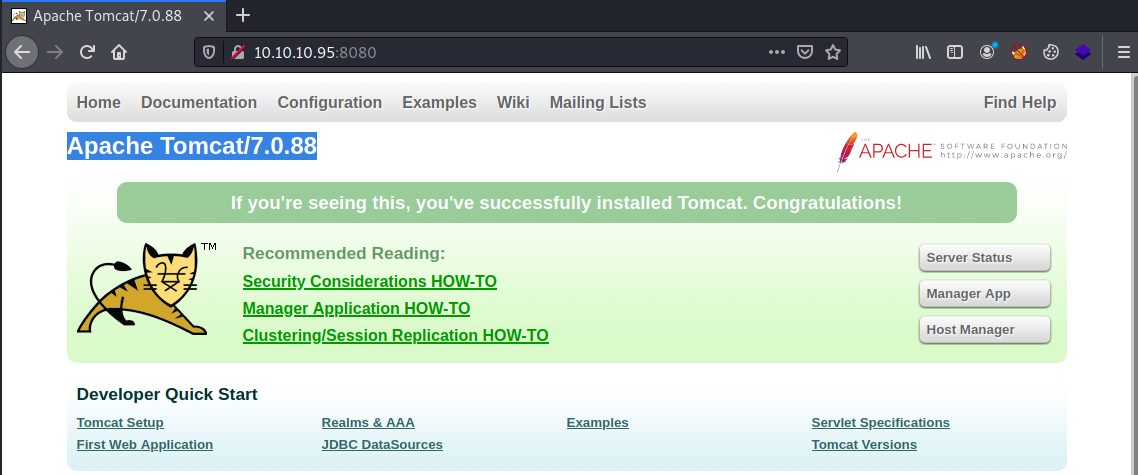 Apache Tomcat/7.0.88
10.10.10.95:8080
Home Documentation Configuration Examples Wiki Mailing Lists Find Help
Apache Tomcat/7.0.88
THE
APACHE SOFTWARE FOUNDATION
http://www.apache.org/
If you're seeing this, you've successfully installed Tomcat. Congratulations!
TM
Recommended Reading:
Security Considerations HOW-TO
Manager Application HOW-TO
Clustering/Session Replication HOW-TO
Server Status
Manager App
Host Manager
Developer Quick Start
Tomcat Setup
First Web Application
Realms & AAA
JDBC DataSources
Examples
Servlet Specifications
Tomcat Versions